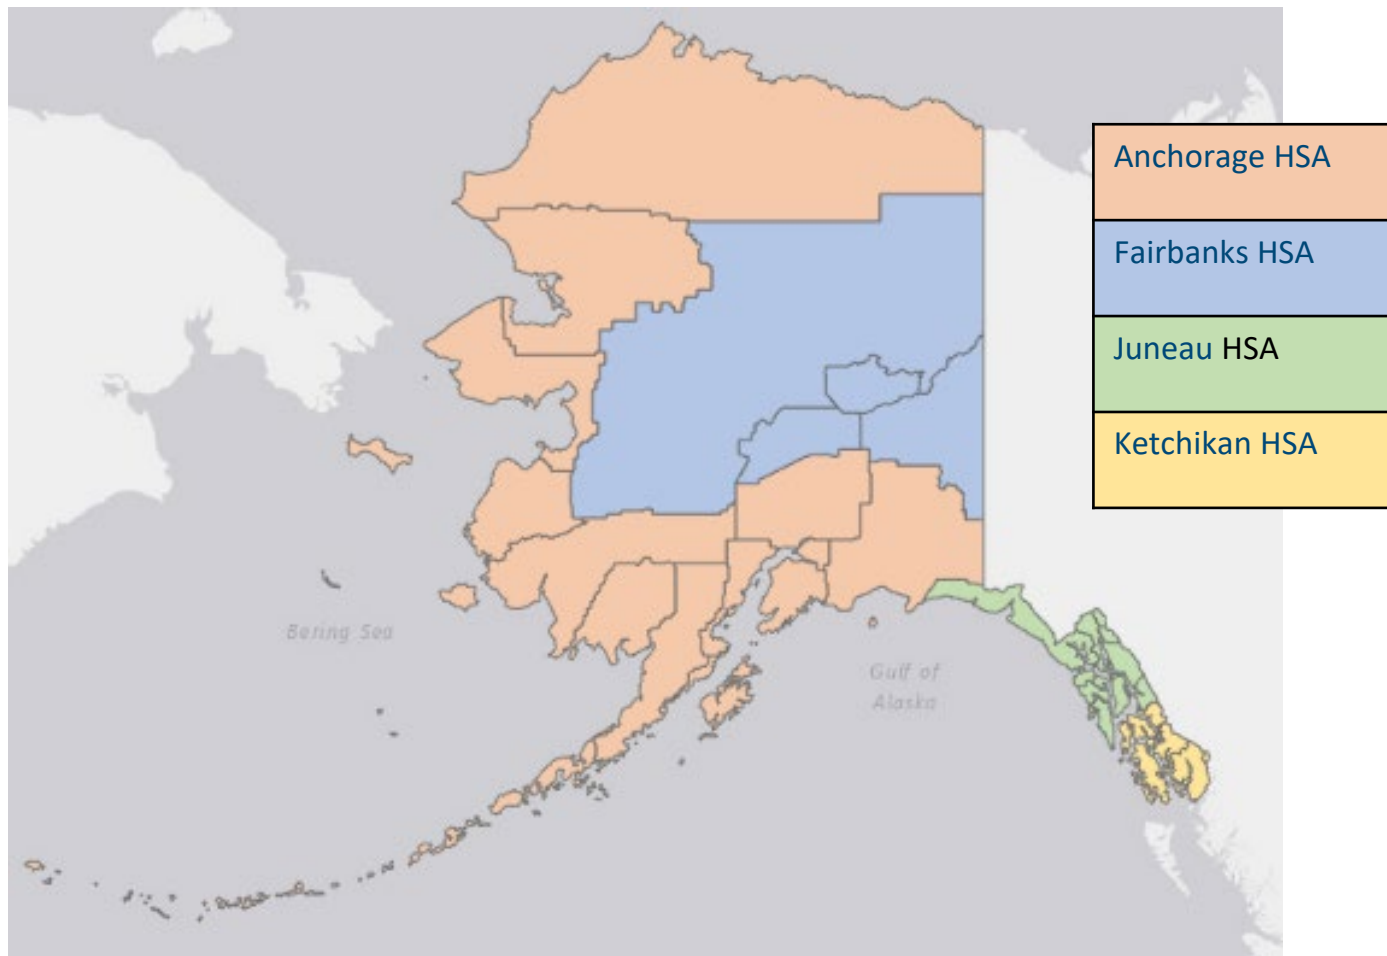 Anchorage HSA
Fairbanks HSA
Juneau HSA
Ketchikan HSA
Bering Sea
Gulf of
Alaska